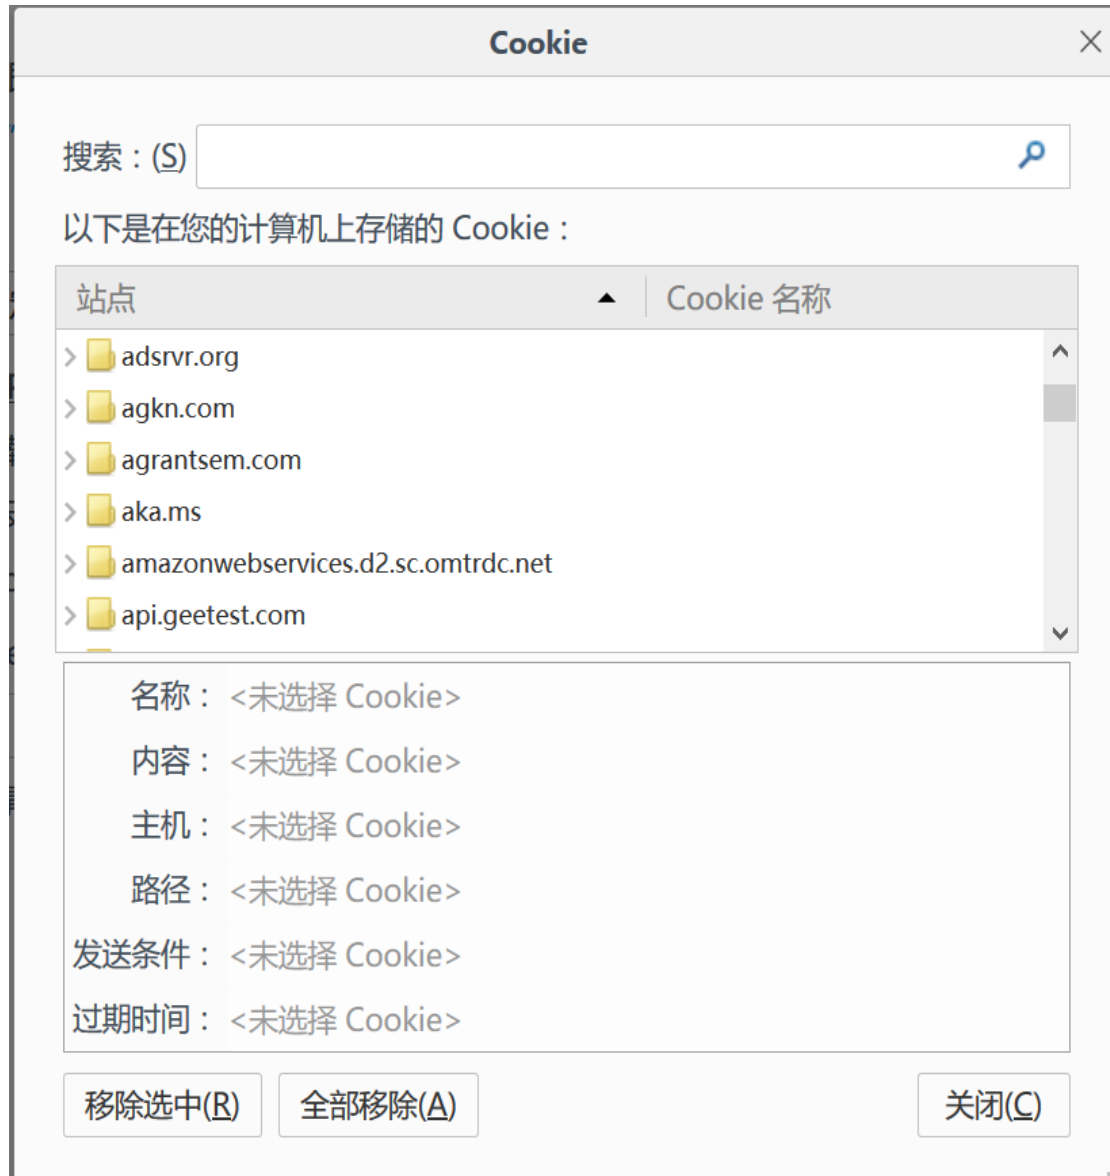 Cookie
搜索：(S)
以下是在您的计算机上存储的 Cookie：
站点 Cookie 名称
adsrvr.org
agkn.com
agrantsem.com
aka.ms
amazonwebservices.d2.sc.omtrdc.net
api.geetest.com
名称： <未选择 Cookie>
内容： <未选择 Cookie>
主机： <未选择 Cookie>
路径： <未选择 Cookie>
发送条件： <未选择 Cookie>
过期时间： <未选择 Cookie>
移除选中(R) 全部移除(A) 关闭(C)